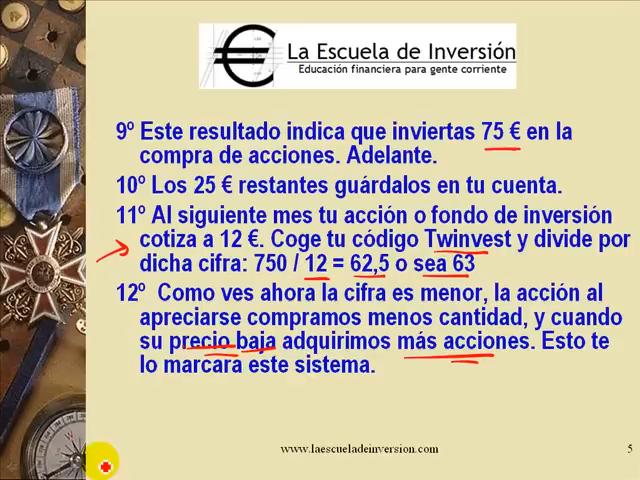 La Escuela de Inversión
Educación financiera para gente corriente
9º Este resultado indica que inviertas 75 € en la
compra de acciones. Adelante.
10º Los 25 € restantes guárdalos en tu cuenta.
11º Al siguiente mes tu acción o fondo de inversión
cotiza a 12 €. Coge tu código Twinvest y divide por
dicha cifra: 750 / 12 = 62,5 o sea 63
12º Como ves ahora la cifra es menor, la acción al
apreciarse compramos menos cantidad, y cuando
su precio baja adquirimos más acciones. Esto te
lo marcará este sistema.
www.laescueladeinversion.com
5